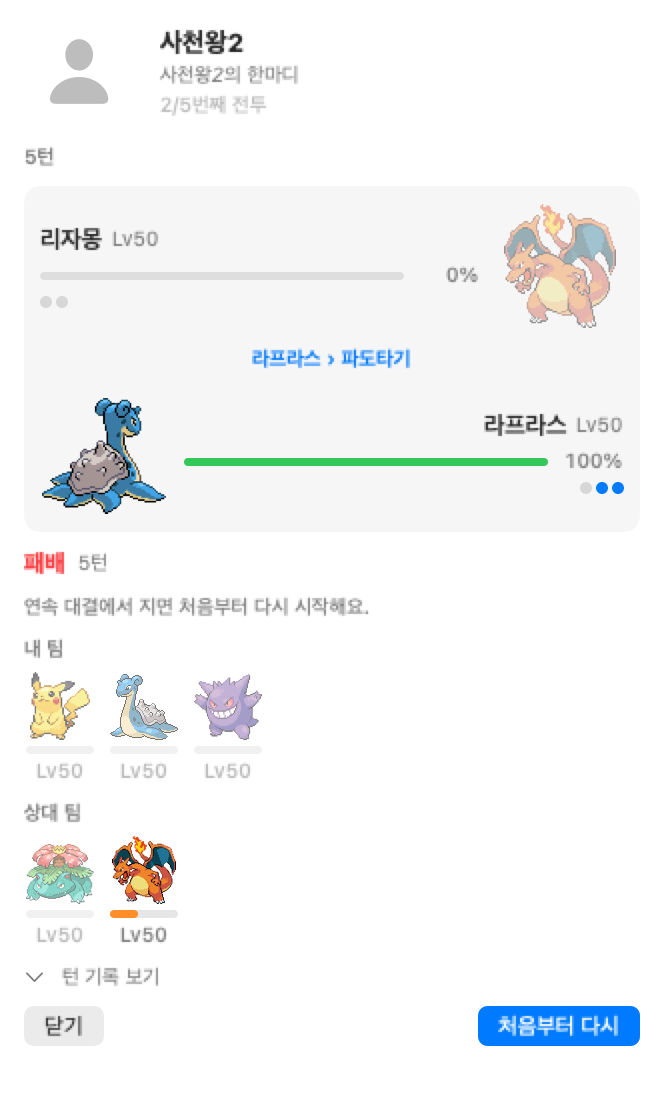 사천왕2
사천왕2의 한마디
2/5번째 전투
5턴
리자몽 Lv50
0%
라프라스 › 파도타기
라프라스 Lv50
100%
패배 5턴
연속 대결에서 지면 처음부터 다시 시작해요.
내 팀
Lv50 Lv50 Lv50
상대 팀
Lv50 Lv50
턴 기록 보기
닫기 처음부터 다시